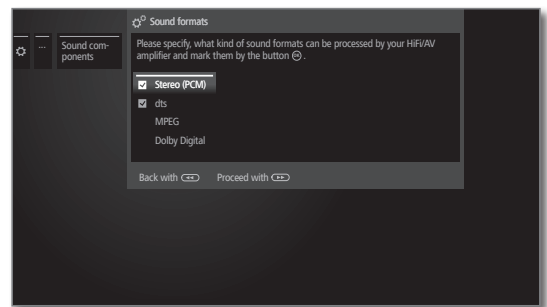 Sound formats
... Sound com-
ponents
Please specify, what kind of sound formats can be processed by your HiFi/AV
amplifier and mark them by the button OK.
Stereo (PCM)
dts
MPEG
Dolby Digital
Back with Proceed with